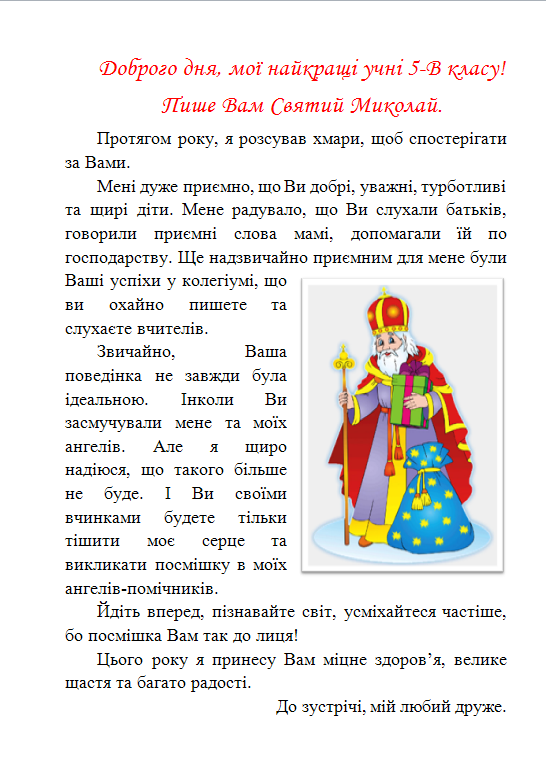 Доброго дня, мої найкращі учні 5-В класу!
Пише Вам Святий Миколай.
Протягом року, я розсував хмари, щоб спостерігати
за Вами.
Мені дуже приємно, що Ви добрі, уважні, турботливі
та щирі діти. Мене радувало, що Ви слухали батьків,
говорили приємні слова мамі, допомагали їй по
господарству. Ще надзвичайно приємним для мене були
Ваші успіхи у колегіумі, що
ви охайно пишете та
слухаєте вчителів.
Звичайно, Ваша
поведінка не завжди була
ідеальною. Інколи Ви
засмучували мене та моїх
ангелів. Але я щиро
надіюся, що такого більше
не буде. І Ви своїми
вчинками будете тільки
тішити моє серце та
викликати посмішку в моїх
ангелів-помічників.
Йдіть вперед, пізнавайте світ, усміхайтеся частіше,
бо посмішка Вам так до лиця!
Цього року я принесу Вам міцне здоров’я, велике
щастя та багато радості.
До зустрічі, мій любий друже.